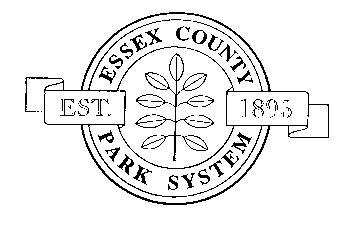 ESSEX COUNTY
EST. 1895
PARK SYSTEM